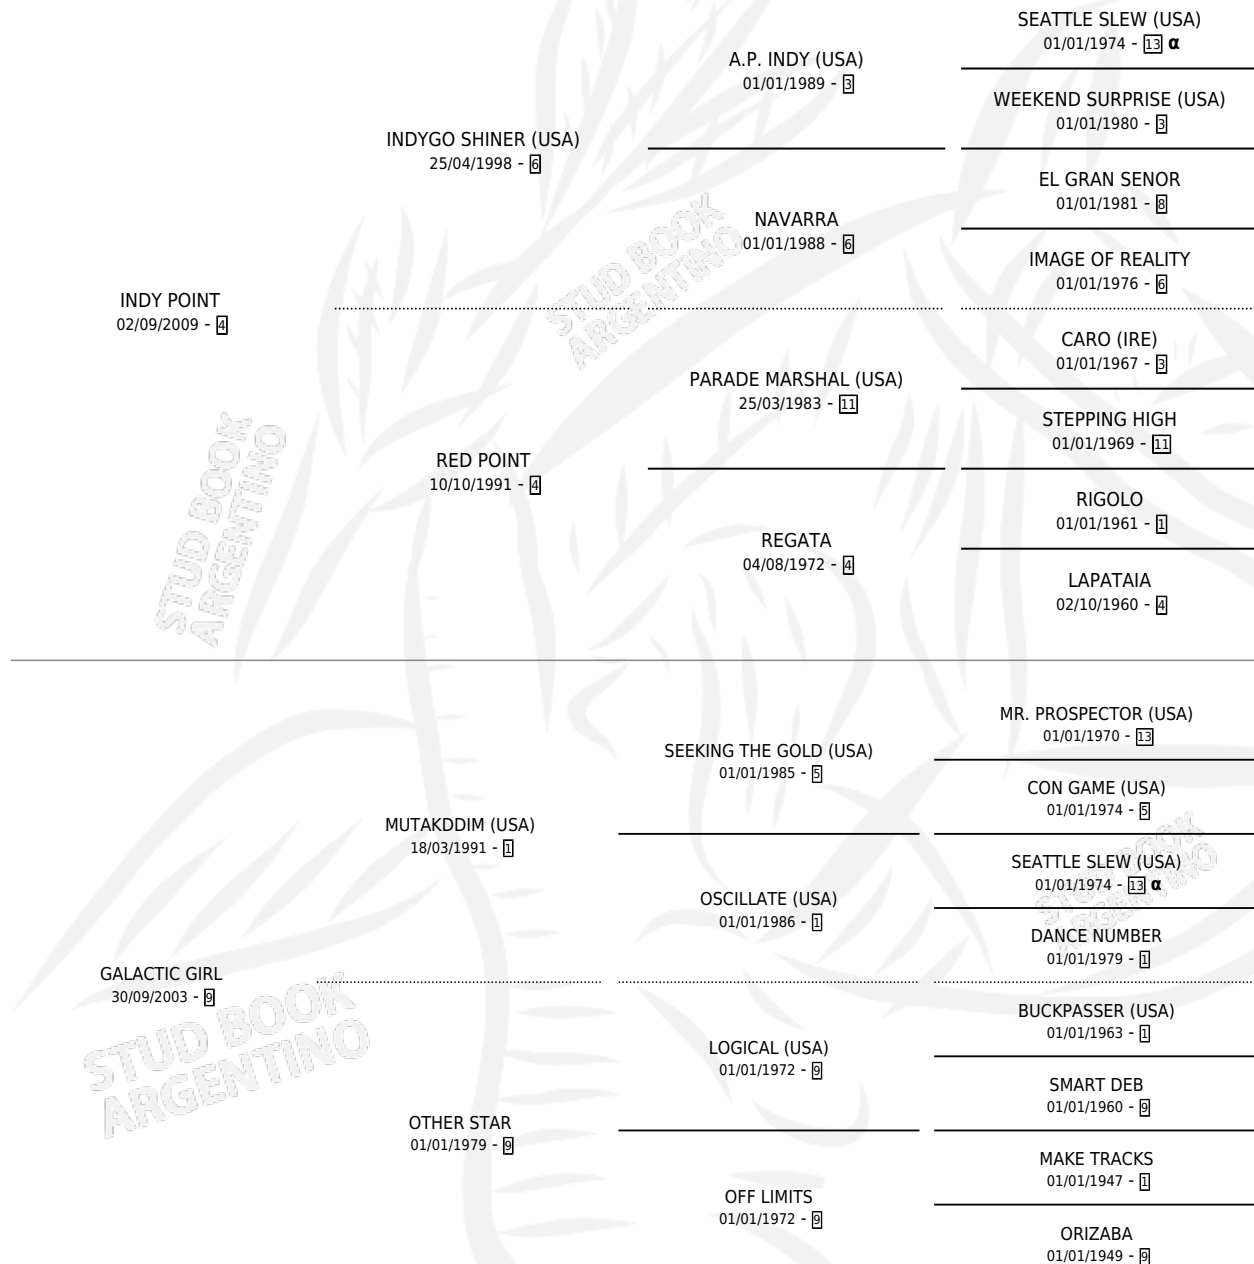 SEATTLE SLEW (USA)
01/01/1974 - 13 α
A.P. INDY (USA)
01/01/1989 - 3
WEEKEND SURPRISE (USA)
01/01/1980 - 3
INDYGO SHINER (USA)
25/04/1998 - 6
EL GRAN SENOR
01/01/1981 - 8
NAVARRA
01/01/1988 - 6
IMAGE OF REALITY
01/01/1976 - 6
INDY POINT
02/09/2009 - 4
CARO (IRE)
01/01/1967 - 3
PARADE MARSHAL (USA)
25/03/1983 - 11
STEPPING HIGH
01/01/1969 - 11
RED POINT
10/10/1991 - 4
RIGOLO
01/01/1961 - 1
REGATA
04/08/1972 - 4
LAPATAIA
02/10/1960 - 4
STUD BOOK
ARGENTINO
STUD BOOK
ARGENTINO
MR. PROSPECTOR (USA)
01/01/1970 - 13
SEEKING THE GOLD (USA)
01/01/1985 - 5
CON GAME (USA)
01/01/1974 - 5
MUTAKDDIM (USA)
18/03/1991 - 1
SEATTLE SLEW (USA)
01/01/1974 - 13 α
OSCILLATE (USA)
01/01/1986 - 1
DANCE NUMBER
01/01/1979 - 1
GALACTIC GIRL
30/09/2003 - 9
BUCKPASSER (USA)
01/01/1963 - 1
LOGICAL (USA)
01/01/1972 - 9
SMART DEB
01/01/1960 - 9
OTHER STAR
01/01/1979 - 9
MAKE TRACKS
01/01/1947 - 1
OFF LIMITS
01/01/1972 - 9
ORIZABA
01/01/1949 - 9
STUD BOOK
ARGENTINO
STUD BOOK
ARGENTINO